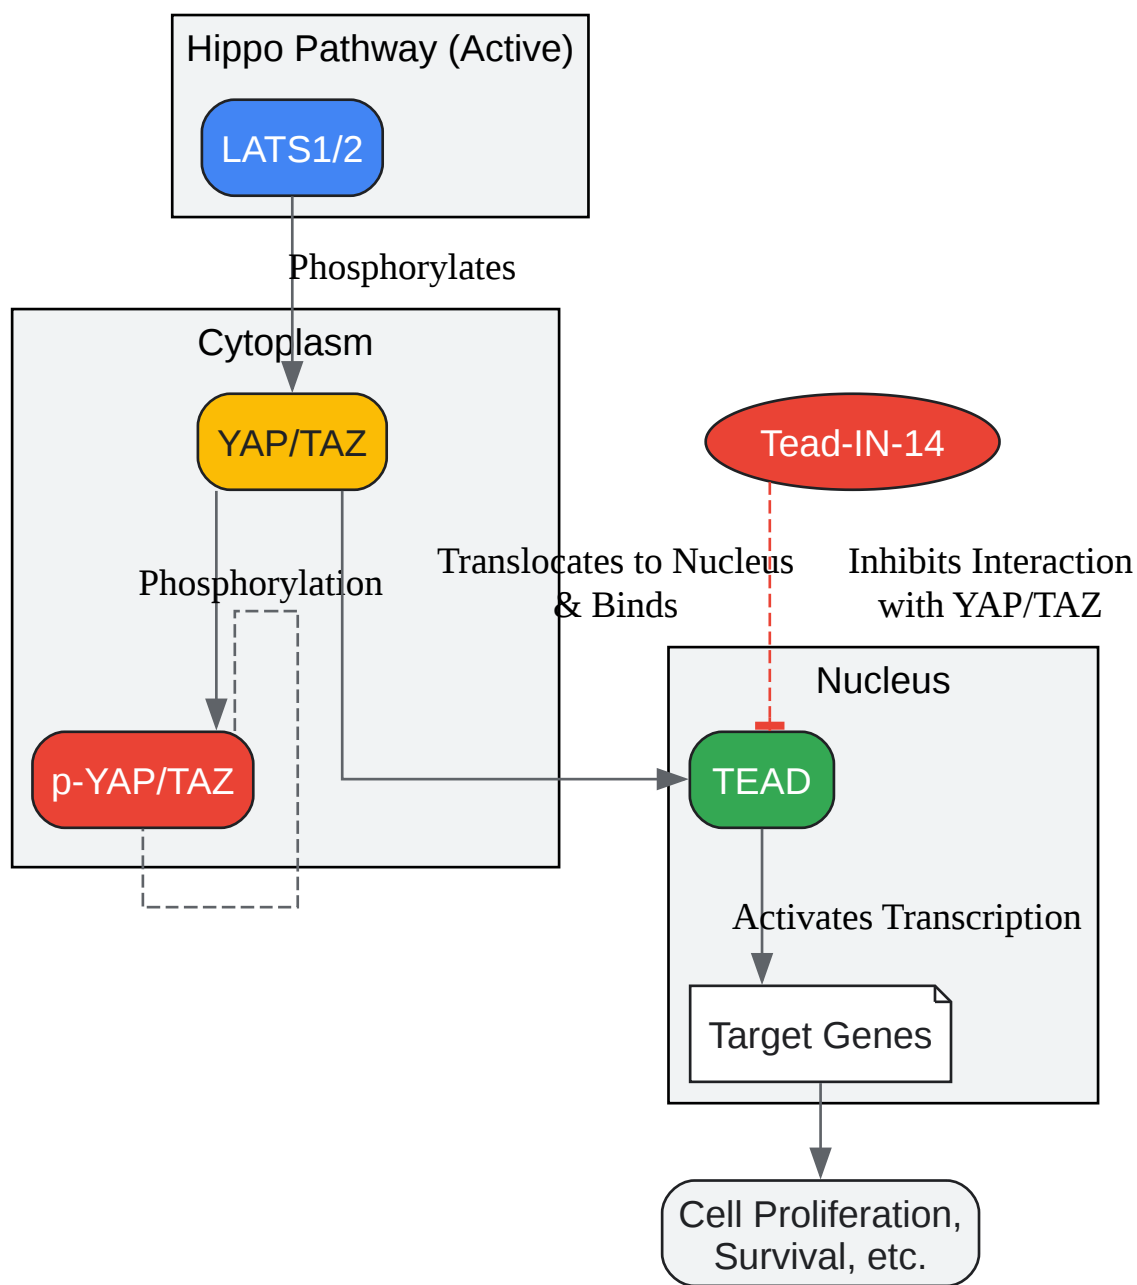 Hippo Pathway (Active)
LATS1/2
Phosphorylates
Cytoplasm
YAP/TAZ
Tead-IN-14
Phosphorylation
Translocates to Nucleus
& Binds
Inhibits Interaction
with YAP/TAZ
Nucleus
p-YAP/TAZ
TEAD
Activates Transcription
Target Genes
Cell Proliferation,
Survival, etc.